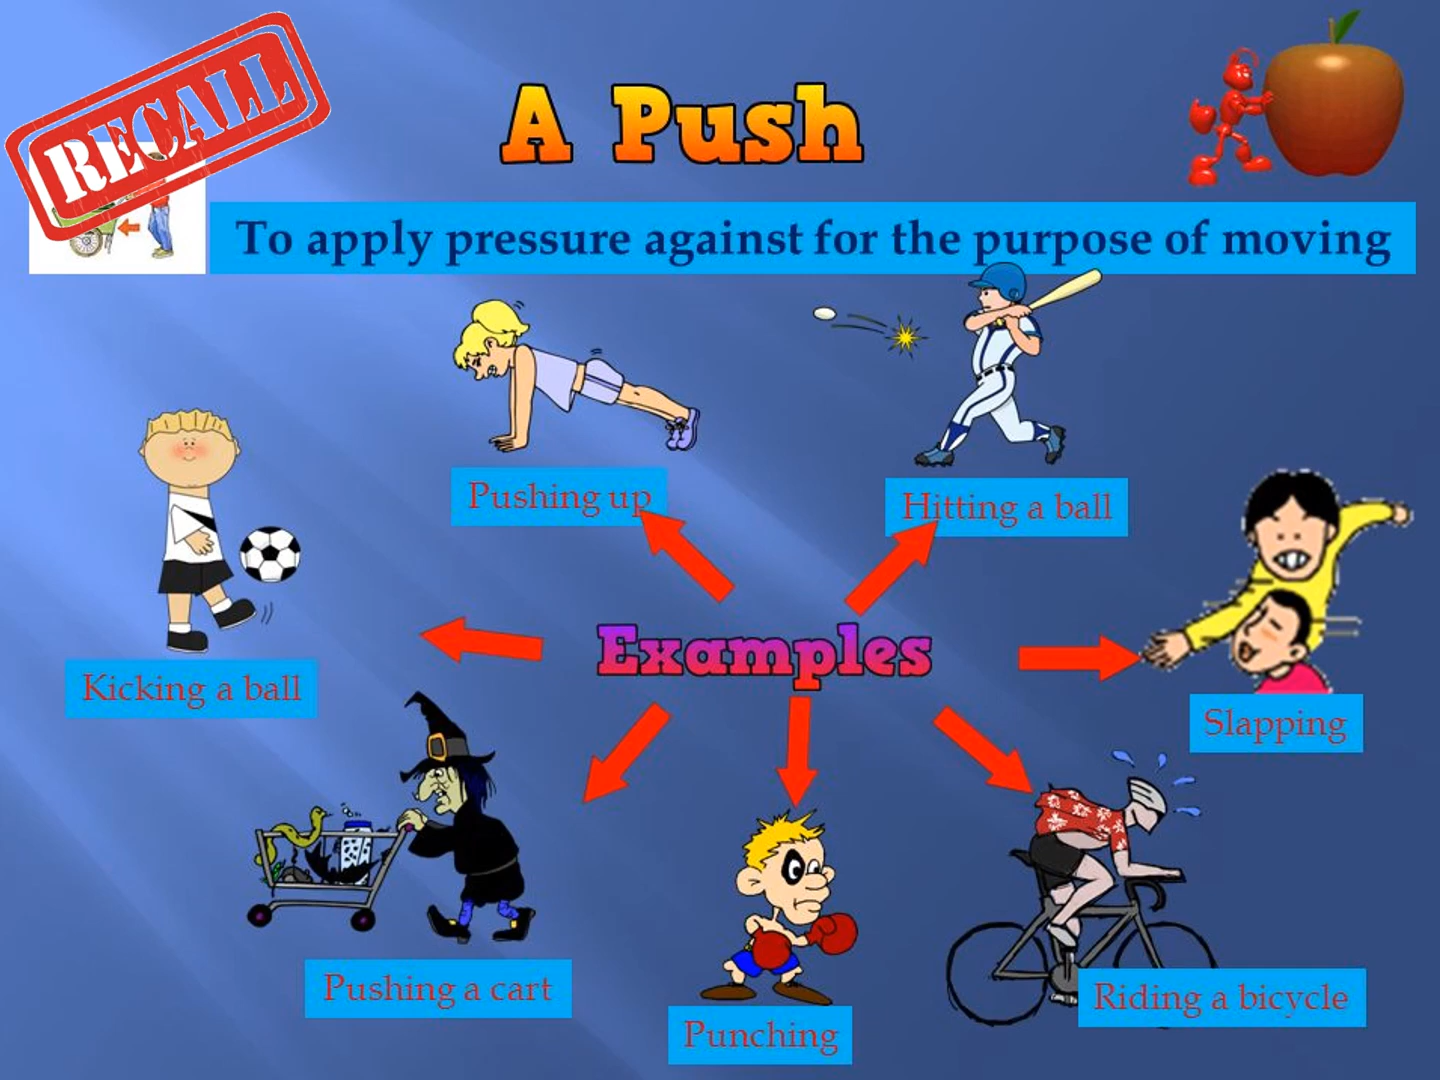 RECALL
A Push
To apply pressure against for the purpose of moving
Pushing up
Hitting a ball
Kicking a ball
Examples
Slapping
Pushing a cart
Punching
Riding a bicycle